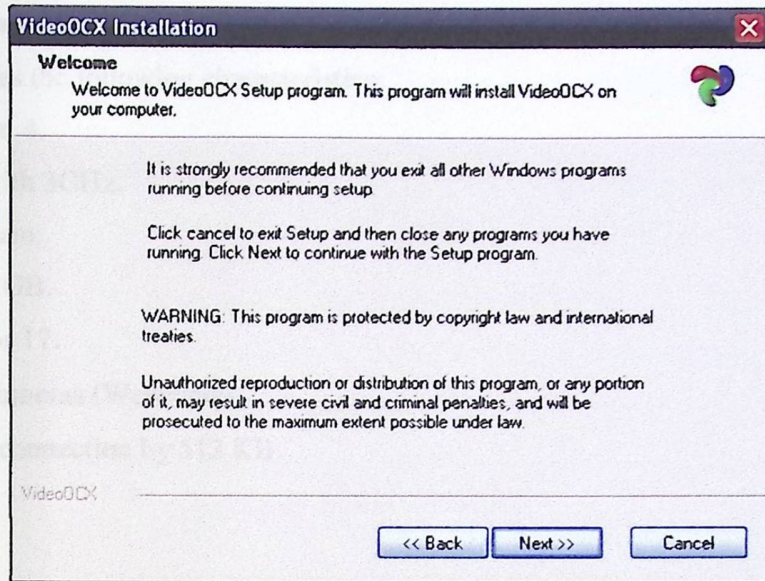 VideoOCX Installation
Welcome
Welcome to VideoOCX Setup program. This program will install VideoOCX on
your computer.
It is strongly recommended that you exit all other Windows programs
running before continuing setup.
Click cancel to exit Setup and then close any programs you have
running. Click Next to continue with the Setup program.
WARNING: This program is protected by copyright law and international
treaties.
Unauthorized reproduction or distribution of this program, or any portion
of it, may result in severe civil and criminal penalties, and will be
prosecuted to the maximum extent possible under law.
VideoOCX
<< Back Next >> Cancel